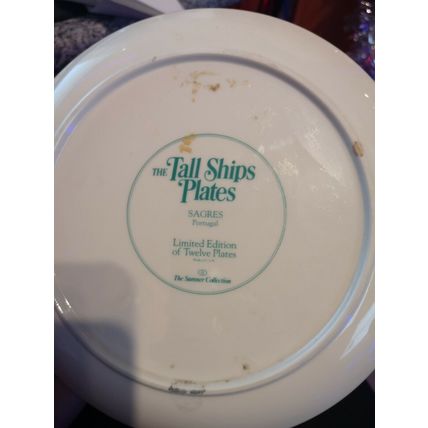 THE Tall Ships
Plates
SAGRES
Portugal
Limited Edition
of Twelve Plates
The Sumner Collection